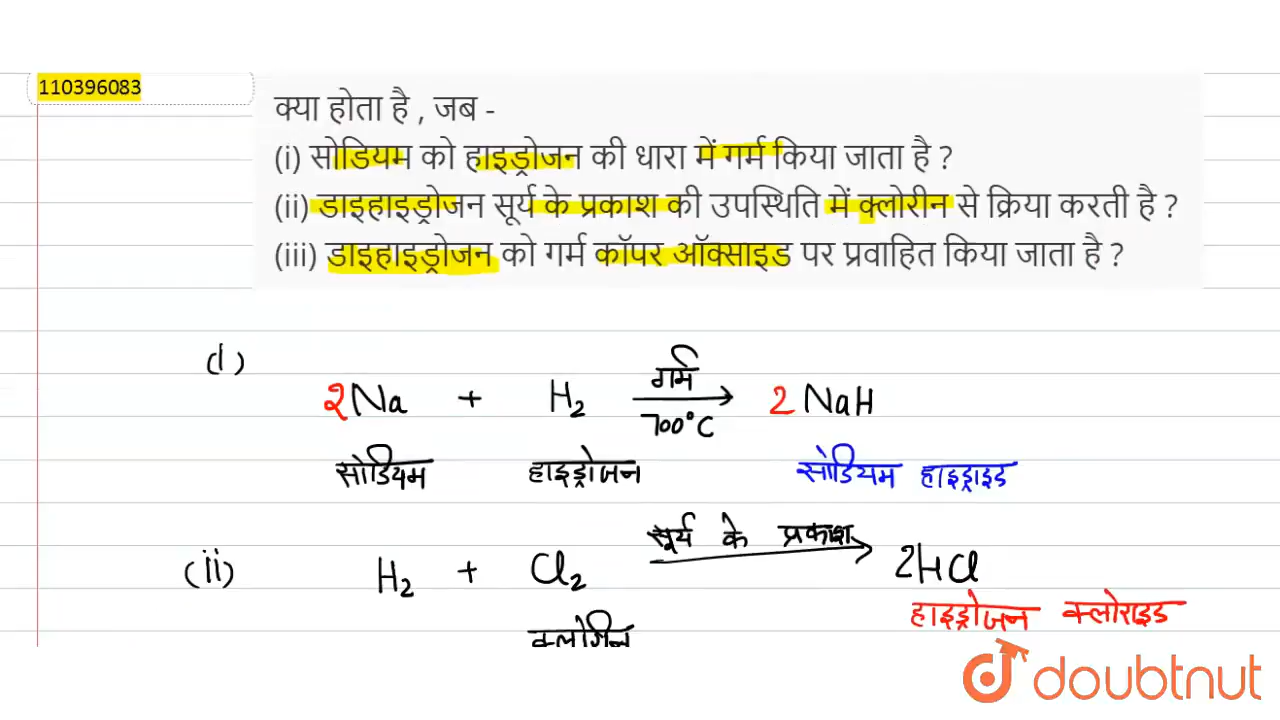 110396083
क्या होता है , जब -
(i) सोडियम को हाइड्रोजन की धारा में गर्म किया जाता है ?
(ii) डाइहाइड्रोजन सूर्य के प्रकाश की उपस्थिति में क्लोरीन से क्रिया करती है ?
(iii) डाइहाइड्रोजन को गर्म कॉपर ऑक्साइड पर प्रवाहित किया जाता है ?
(i)
गर्म
2Na + H₂ ⟶ 2NaH
700°C
सोडियम हाइड्रोजन सोडियम हाइड्राइड
सूर्य के प्रकाश
(ii) H₂ + Cl₂ ⟶ 2HCl
हाइड्रोजन क्लोराइड
क्लोरीन
doubtnut